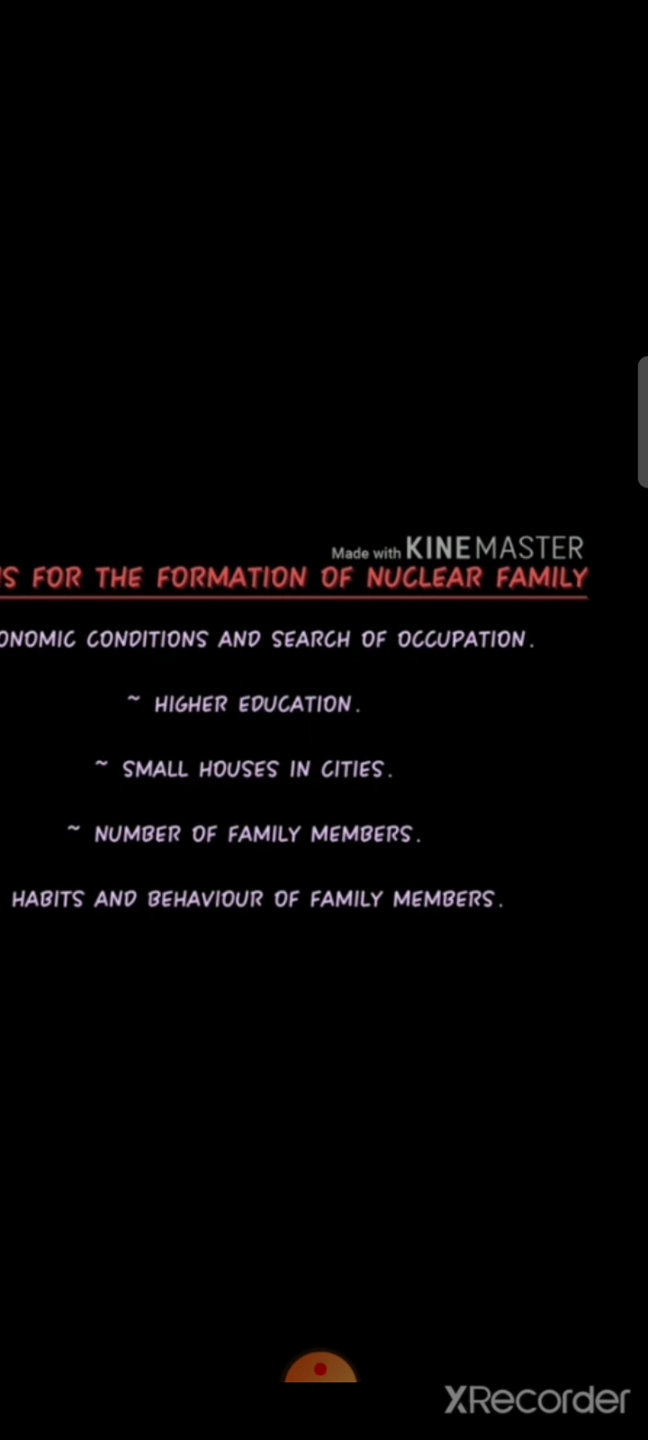 Made with KINEMASTER
FOR THE FORMATION OF NUCLEAR FAMILY
CONDITIONS AND SEARCH OF OCCUPATION.
~ HIGHER EDUCATION.
~ SMALL HOUSES IN CITIES.
~ NUMBER OF FAMILY MEMBERS.
HABITS AND BEHAVIOUR OF FAMILY MEMBERS.
XRecorder